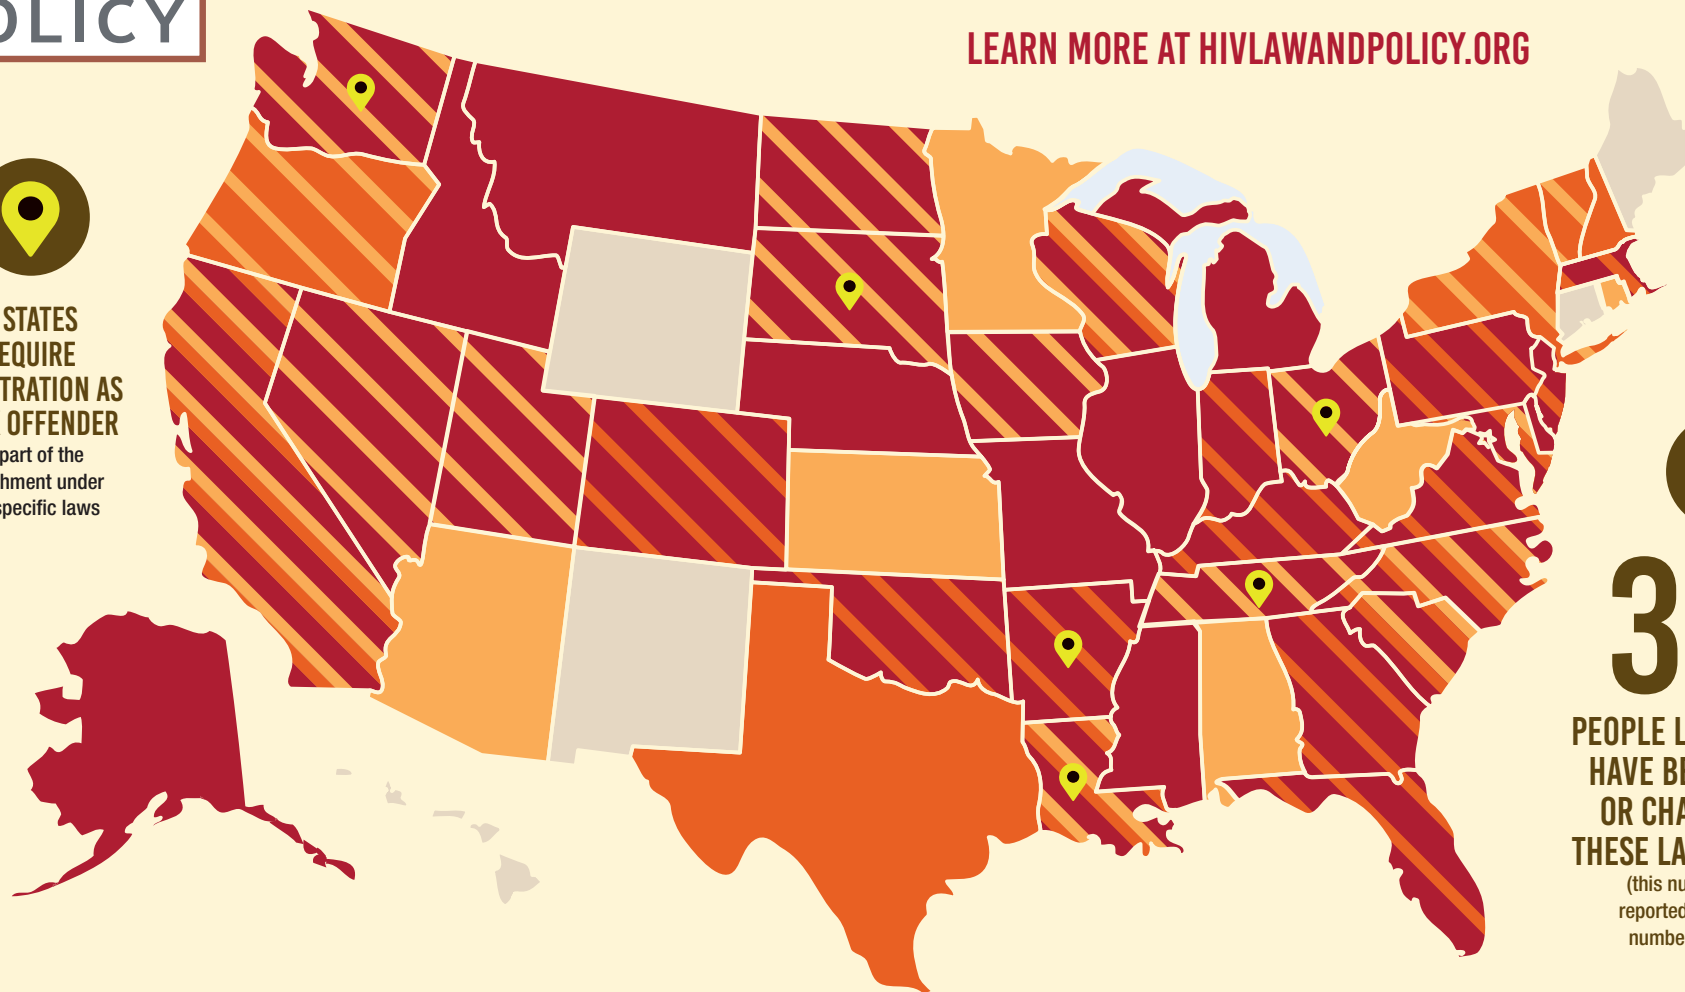 OLICY
LEARN MORE AT HIVLAWANDPOLICY.ORG
STATES
EQUIRE
TRATION AS
OFFENDER
part of the
hment under
specific laws
3
PEOPLE L
HAVE BE
OR CHA
THESE LA
(this nu
reported
numbe